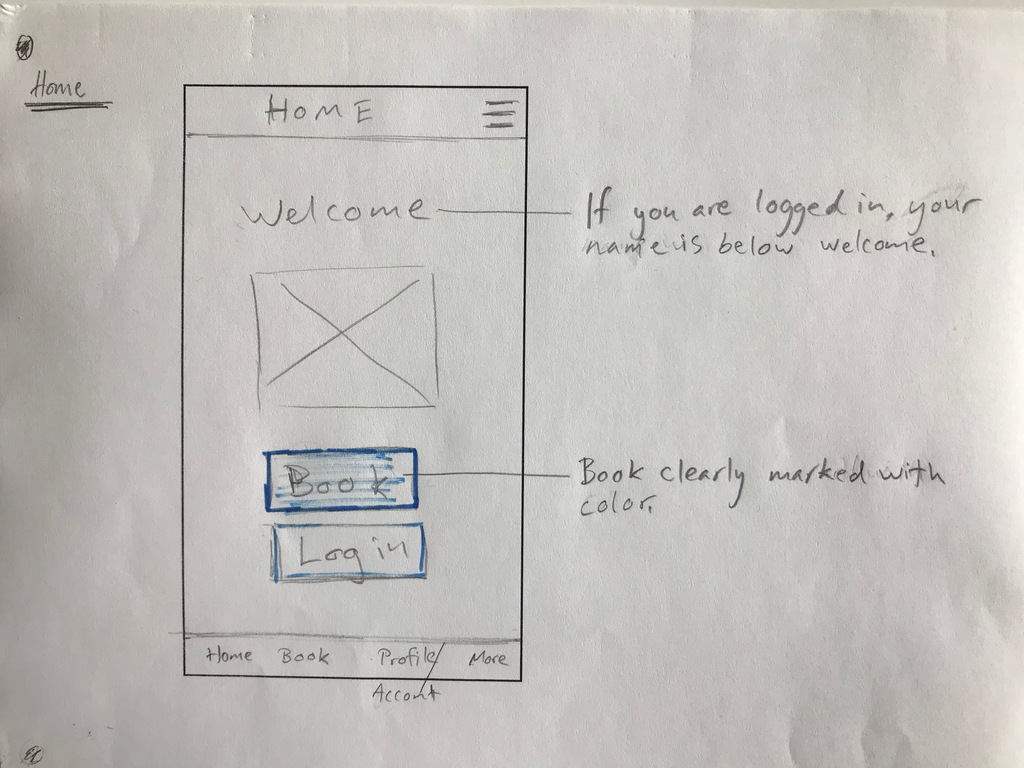 Home
HOME
Welcome
If you are logged in, your
name is below welcome.
Book
Book clearly marked with
color.
Log in
Home Book Profile/ More
Accont